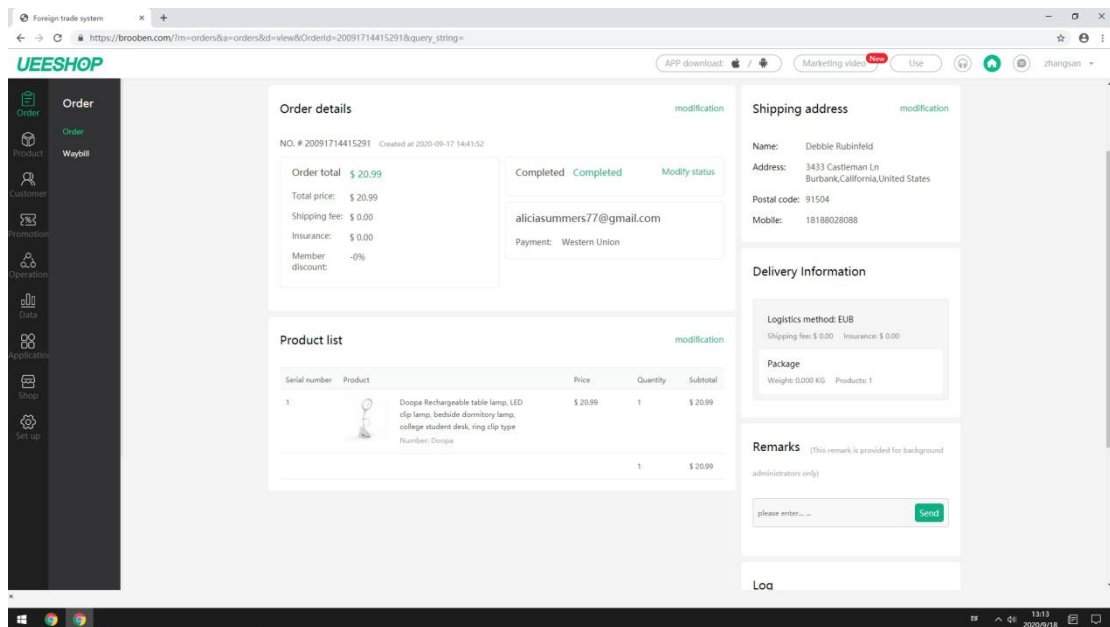 Foreign trade system
https://brooben.com/?m=orders&a=orders&d=view&OrderId=20091714415291&query_string=
UEESHOP
APP download: /
Marketing video New
Use
zhangsan
Order
Product
Customer
Promotion
Operation
Data
Application
Shop
Set up
Order
Order
Waybill
Order details modification
NO. # 20091714415291 Created at 2020-09-17 14:41:52
Order total $ 20.99
Total price: $ 20.99
Shipping fee: $ 0.00
Insurance: $ 0.00
Member discount: -0%
Completed Completed Modify status
aliciasummers77@gmail.com
Payment: Western Union
Product list modification
Serial number Product Price Quantity Subtotal
1 Doopa Rechargeable table lamp, LED $ 20.99 1 $ 20.99
clip lamp, bedside dormitory lamp,
college student desk, ring clip type
Number: Doopa
1 $ 20.99
Shipping address modification
Name: Debbie Rubinfeld
Address: 3433 Castleman Ln
Burbank,California,United States
Postal code: 91504
Mobile: 18188028088
Delivery Information
Logistics method: EUB
Shipping fee: $ 0.00 Insurance: $ 0.00
Package
Weight: 0.000 KG Products: 1
Remarks (This remark is provided for background
administrators only)
please enter... ... Send
Log
13:13
2020/9/18